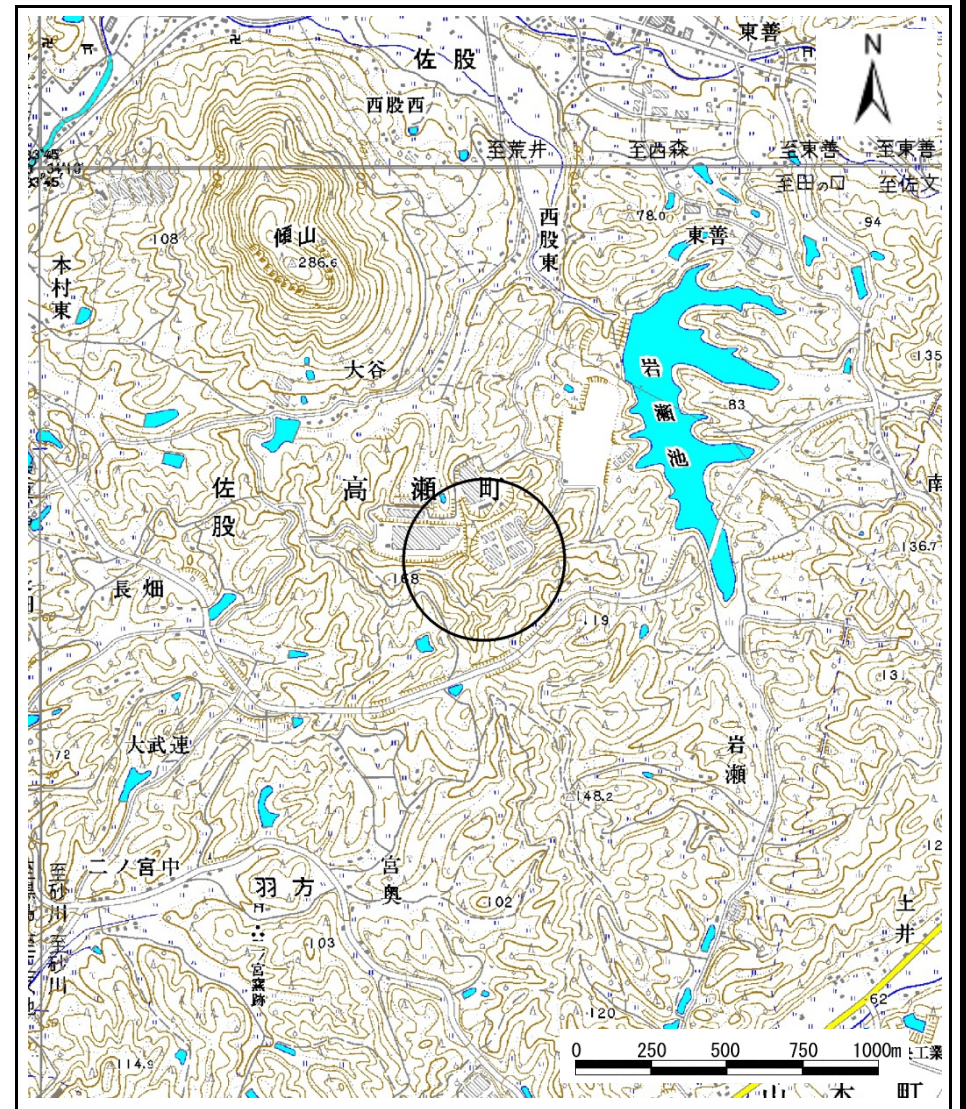 東善
佐股
N
西股西
至荒井
至西森
至東善
至東善
至田の口
至佐文
西股東
78.0
94
東善
108
傾山
286.6
本村東
135
岩瀬池
大谷
83
高瀬町
佐股
南
136.7
168
長畑
119
13
大武連
72
岩瀬
148.2
12
二ノ宮中
宮奥
至砂川
羽方
102
土井
103
至砂川
二ノ宮窯跡
62
120
0 250 500 750 1000m
工業
114.9
山本町